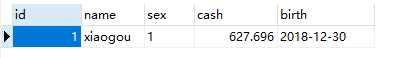 id name sex cash birth
1 xiaogou 1 627.696 2018-12-30